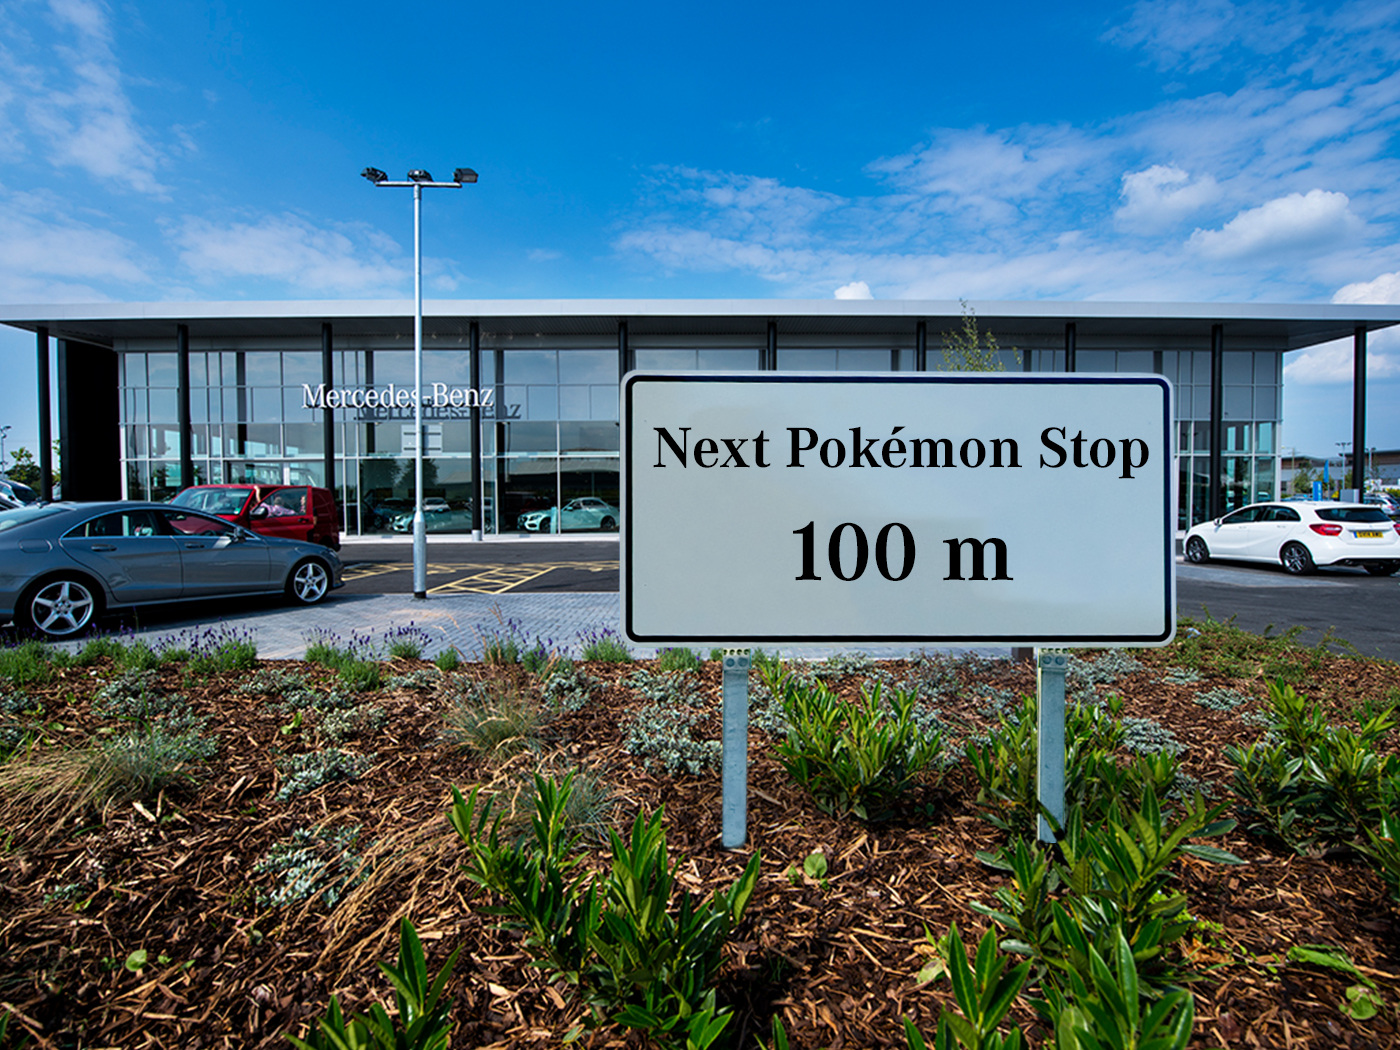 Mercedes-Benz
Next Pokémon Stop
100 m